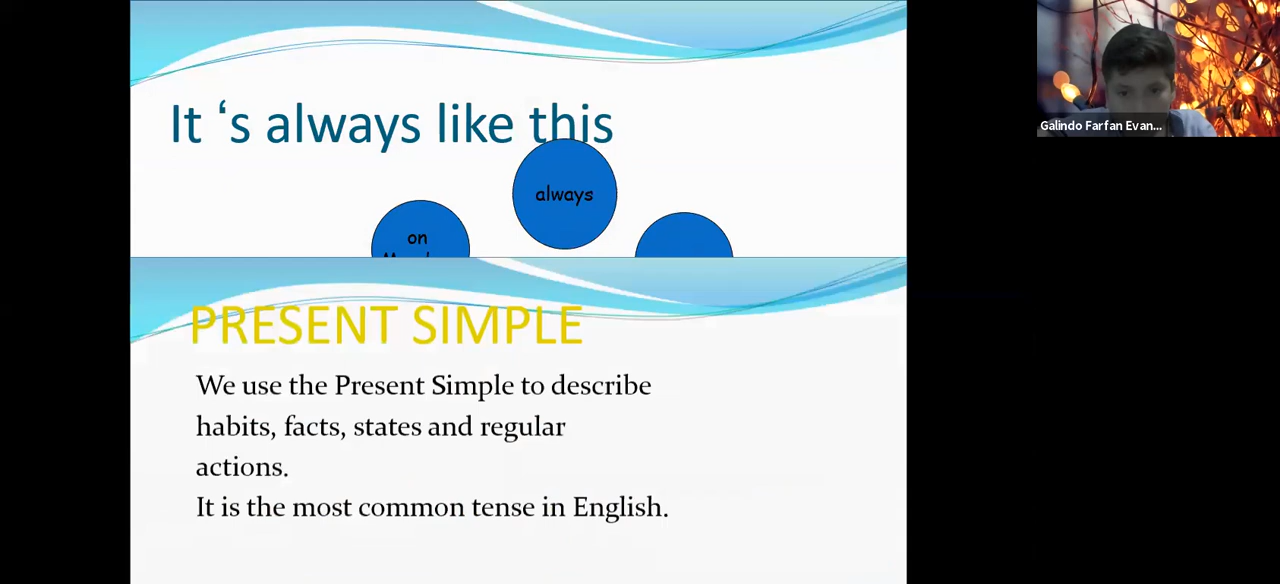 It ‘s always like this
always
on
PRESENT SIMPLE
We use the Present Simple to describe
habits, facts, states and regular
actions.
It is the most common tense in English.
Galindo Farfan Evan...